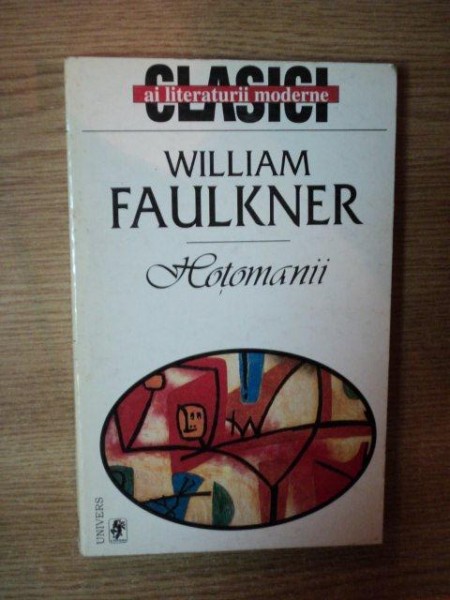 CLASICI
ai literaturii moderne
WILLIAM
FAULKNER
Hoțomanii
UNIVERS